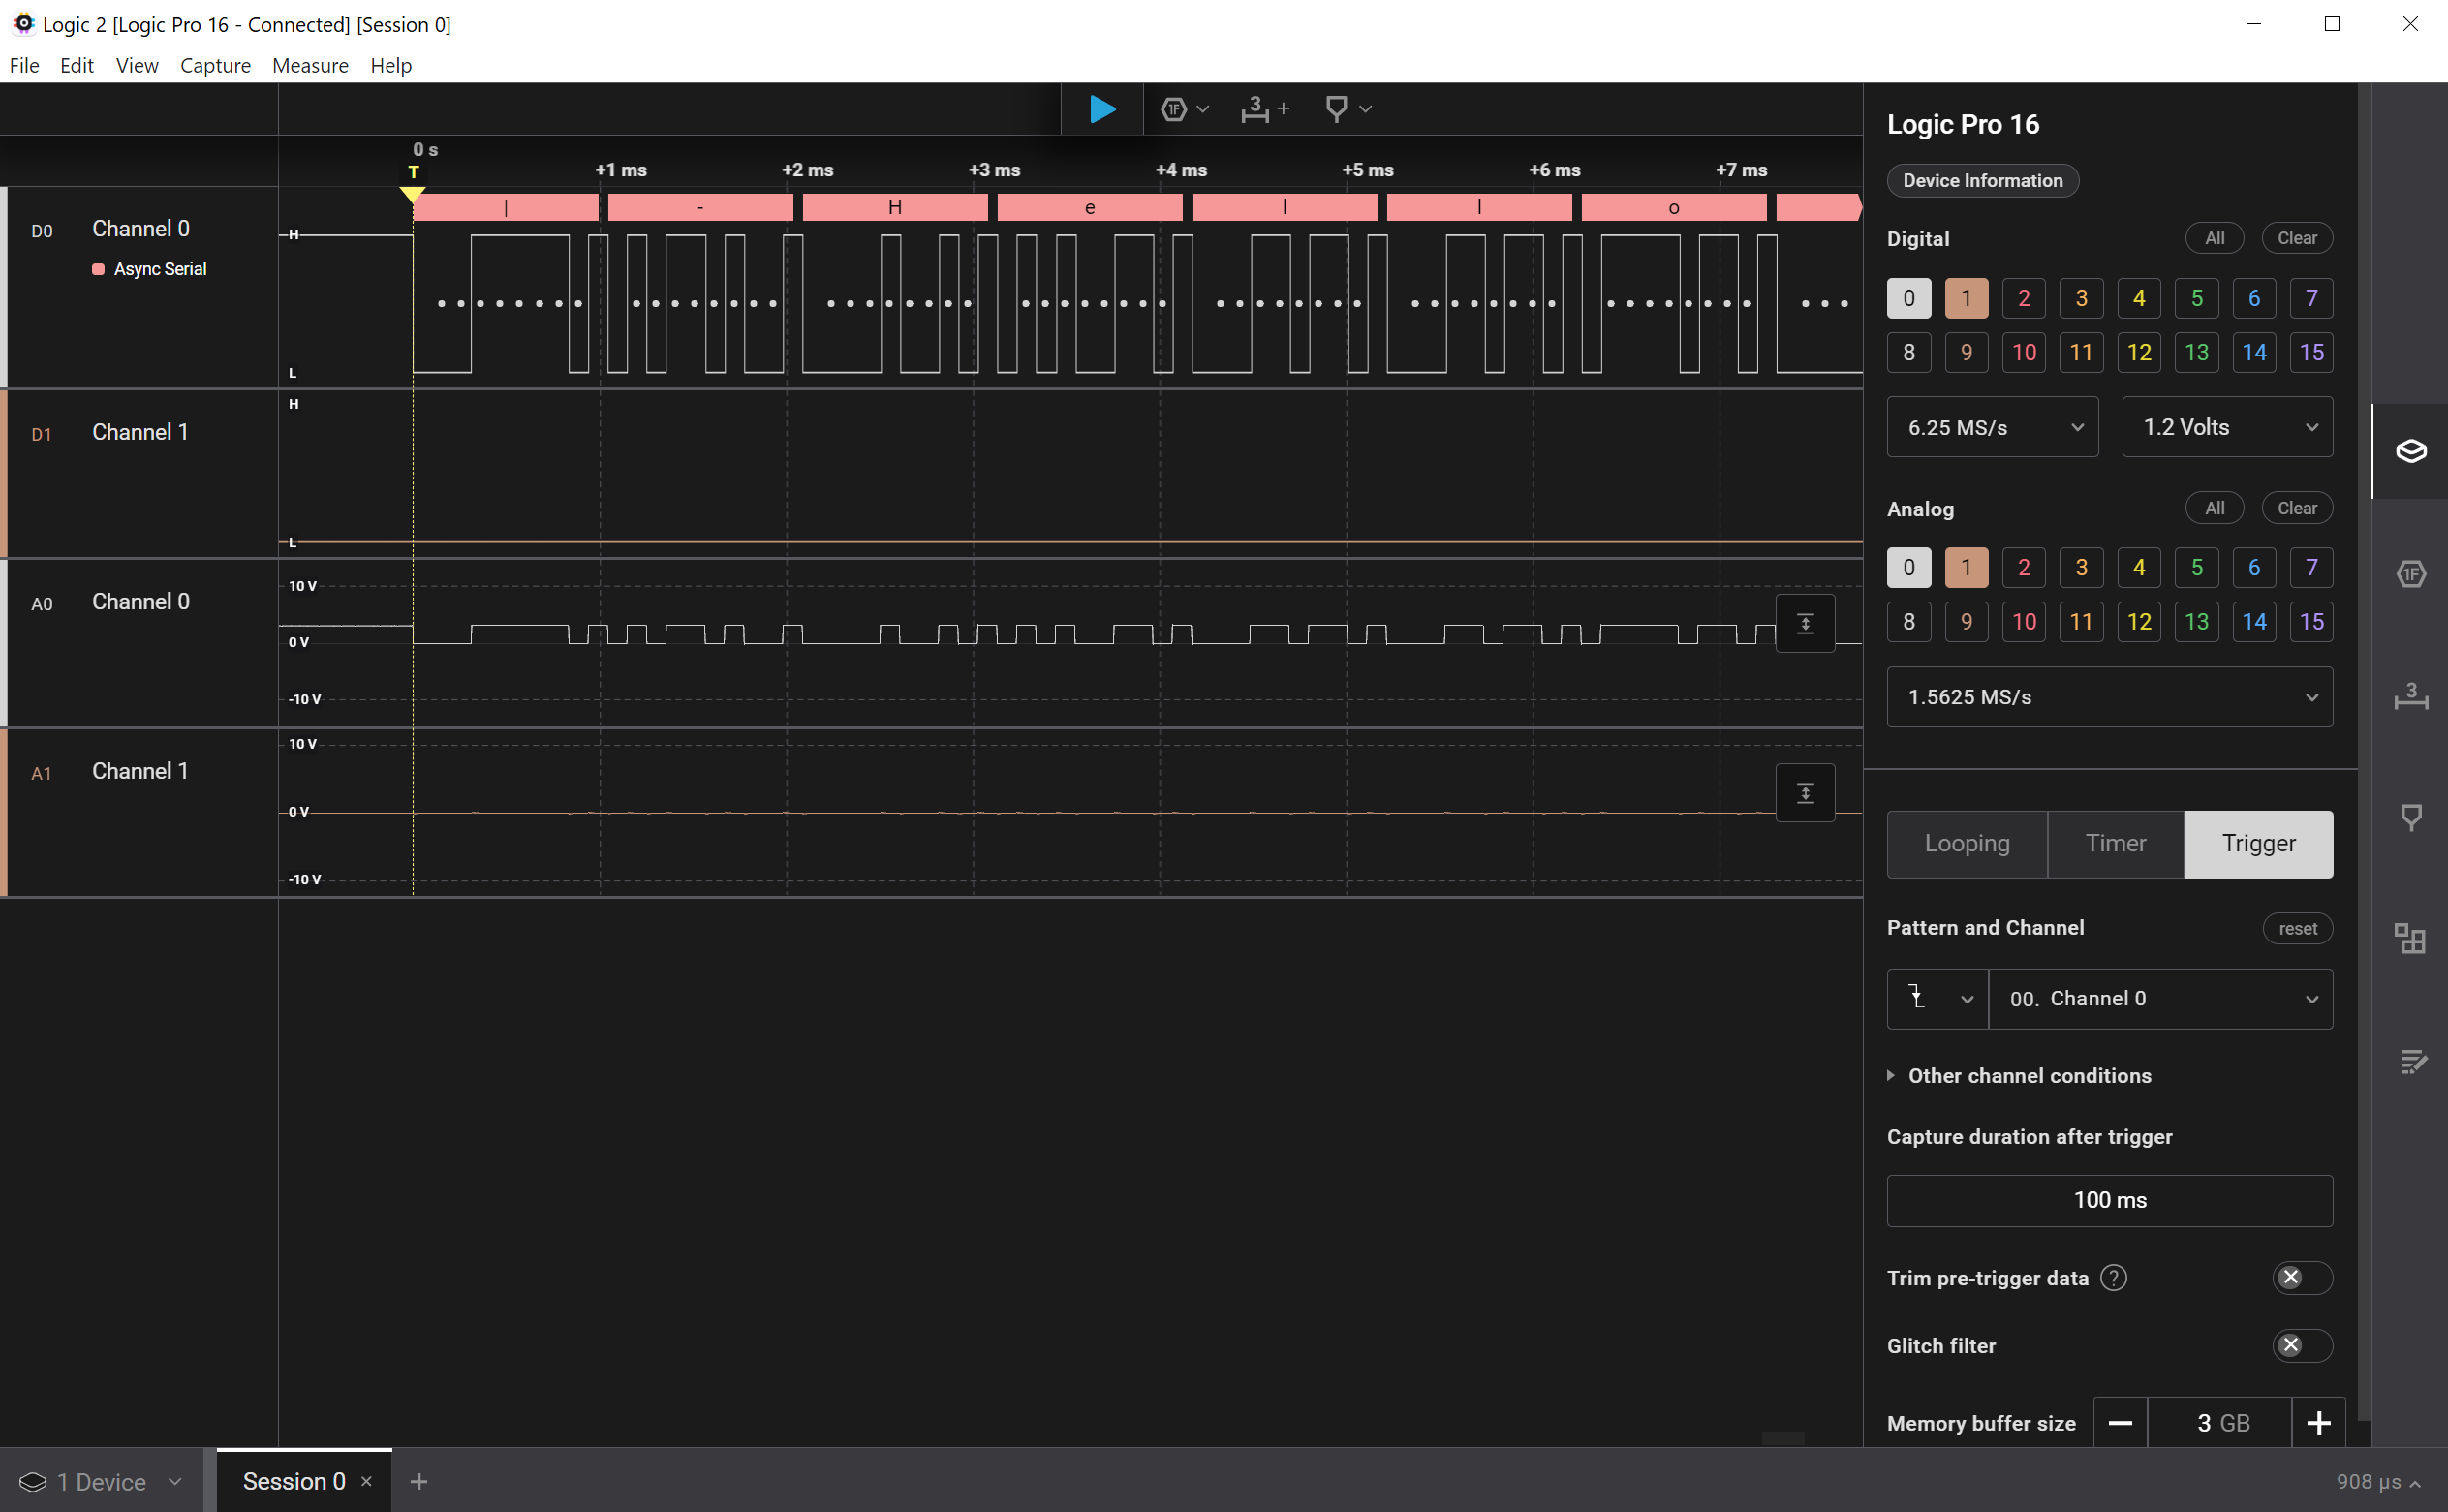 Logic 2 [Logic Pro 16 - Connected] [Session 0]
File Edit View Capture Measure Help
0 s
T
+1 ms +2 ms +3 ms +4 ms +5 ms +6 ms +7 ms
| - H e l l o
D0 Channel 0
Async Serial
H
L
D1 Channel 1
H
L
A0 Channel 0
10 V
0 V
-10 V
A1 Channel 1
10 V
0 V
-10 V
Logic Pro 16
Device Information
Digital All Clear
0 1 2 3 4 5 6 7
8 9 10 11 12 13 14 15
6.25 MS/s 1.2 Volts
Analog All Clear
0 1 2 3 4 5 6 7
8 9 10 11 12 13 14 15
1.5625 MS/s
Looping Timer Trigger
Pattern and Channel reset
00. Channel 0
Other channel conditions
Capture duration after trigger
100 ms
Trim pre-trigger data ?
Glitch filter
Memory buffer size − 3 GB +
1F
3 +
1F
3
1 Device Session 0 × +
908 µs